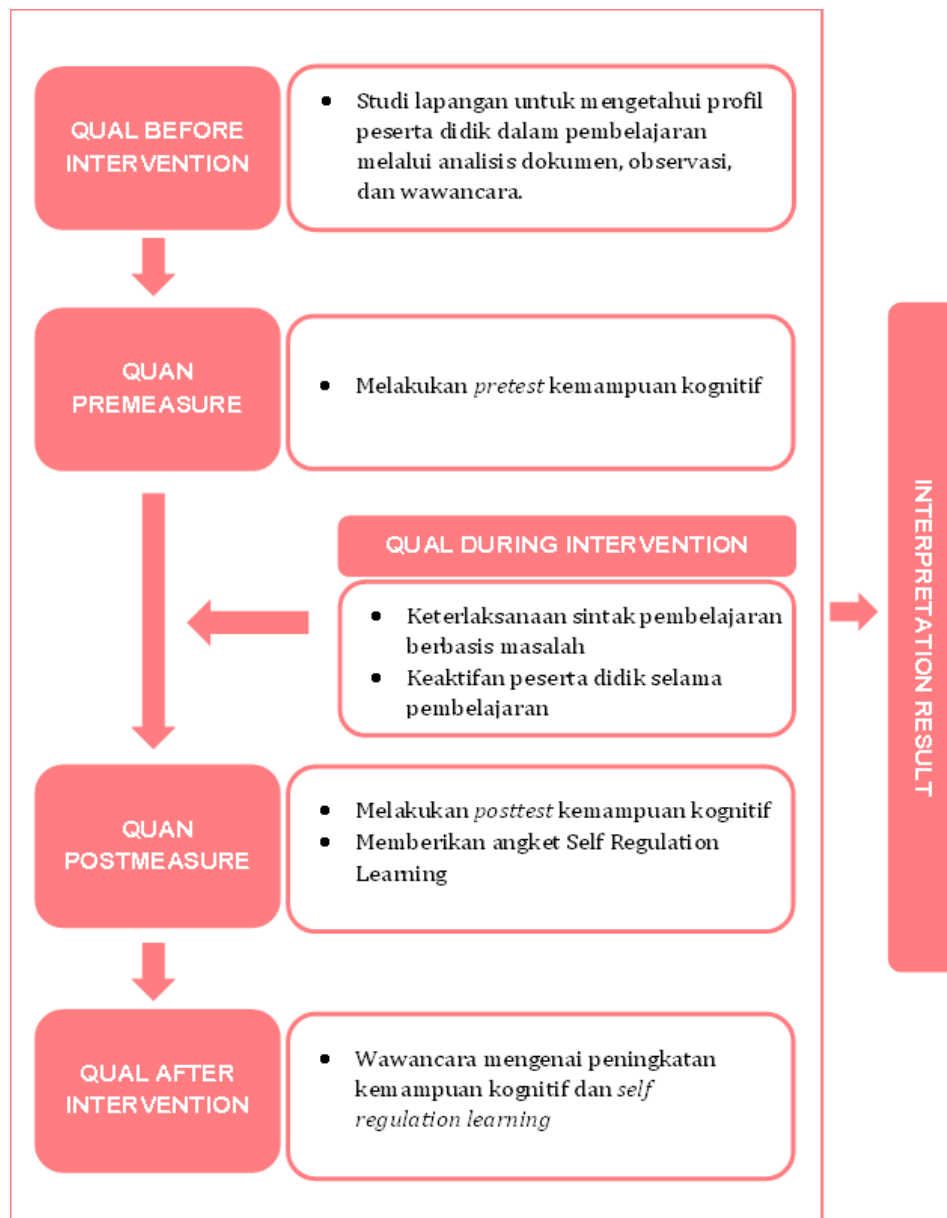 QUAL BEFORE
INTERVENTION
• Studi lapangan untuk mengetahui profil
peserta didik dalam pembelajaran
melalui analisis dokumen, observasi,
dan wawancara.
QUAN
PREMEASURE
• Melakukan pretest kemampuan kognitif
QUAL DURING INTERVENTION
• Keterlaksanaan sintak pembelajaran
berbasis masalah
• Keaktifan peserta didik selama
pembelajaran
QUAN
POSTMEASURE
• Melakukan posttest kemampuan kognitif
• Memberikan angket Self Regulation
Learning
QUAL AFTER
INTERVENTION
• Wawancara mengenai peningkatan
kemampuan kognitif dan self
regulation learning
INTERPRETATION RESULT